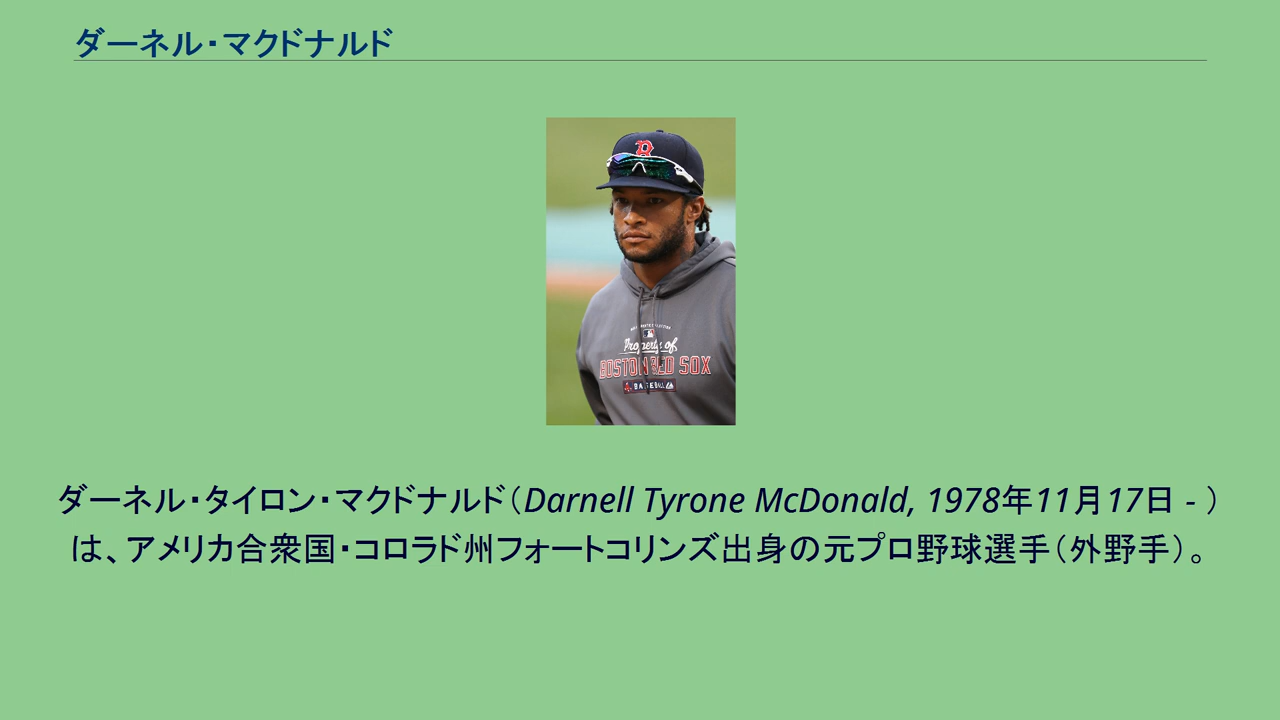 ダーネル・マクドナルド
B
Property of
BOSTON RED SOX
BASEBALL
ダーネル・タイロン・マクドナルド（Darnell Tyrone McDonald, 1978年11月17日 - ）
は、アメリカ合衆国・コロラド州フォートコリンズ出身の元プロ野球選手（外野手）。